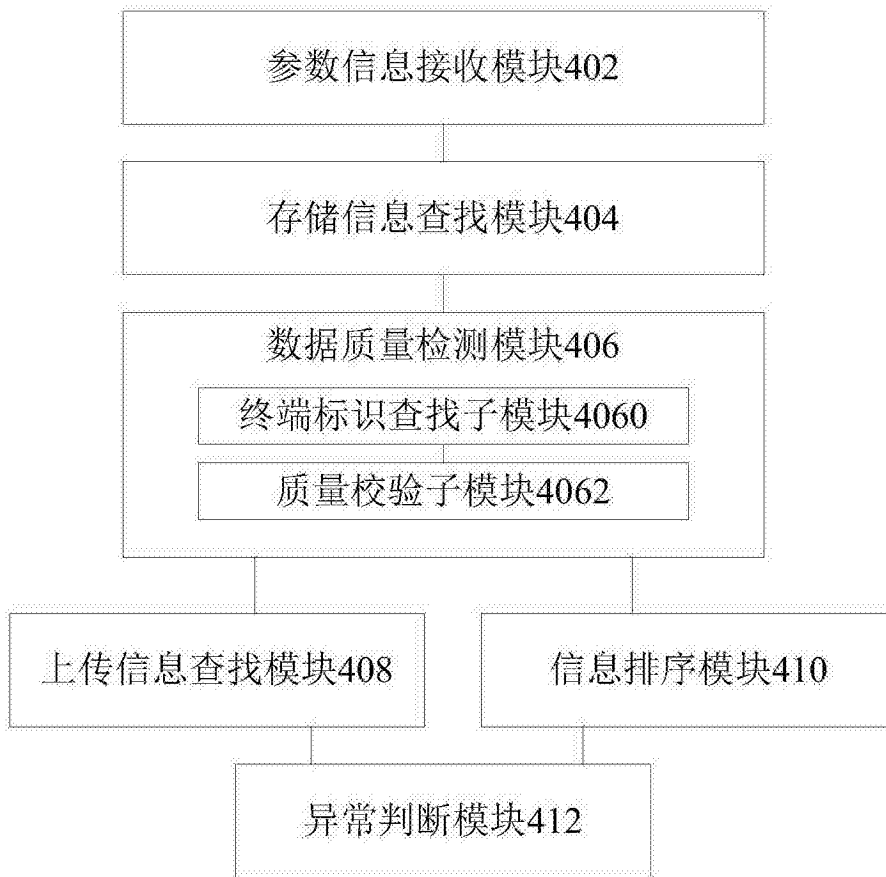 参数信息接收模块402
存储信息查找模块404
数据质量检测模块406
终端标识查找子模块4060
质量校验子模块4062
上传信息查找模块408
信息排序模块410
异常判断模块412